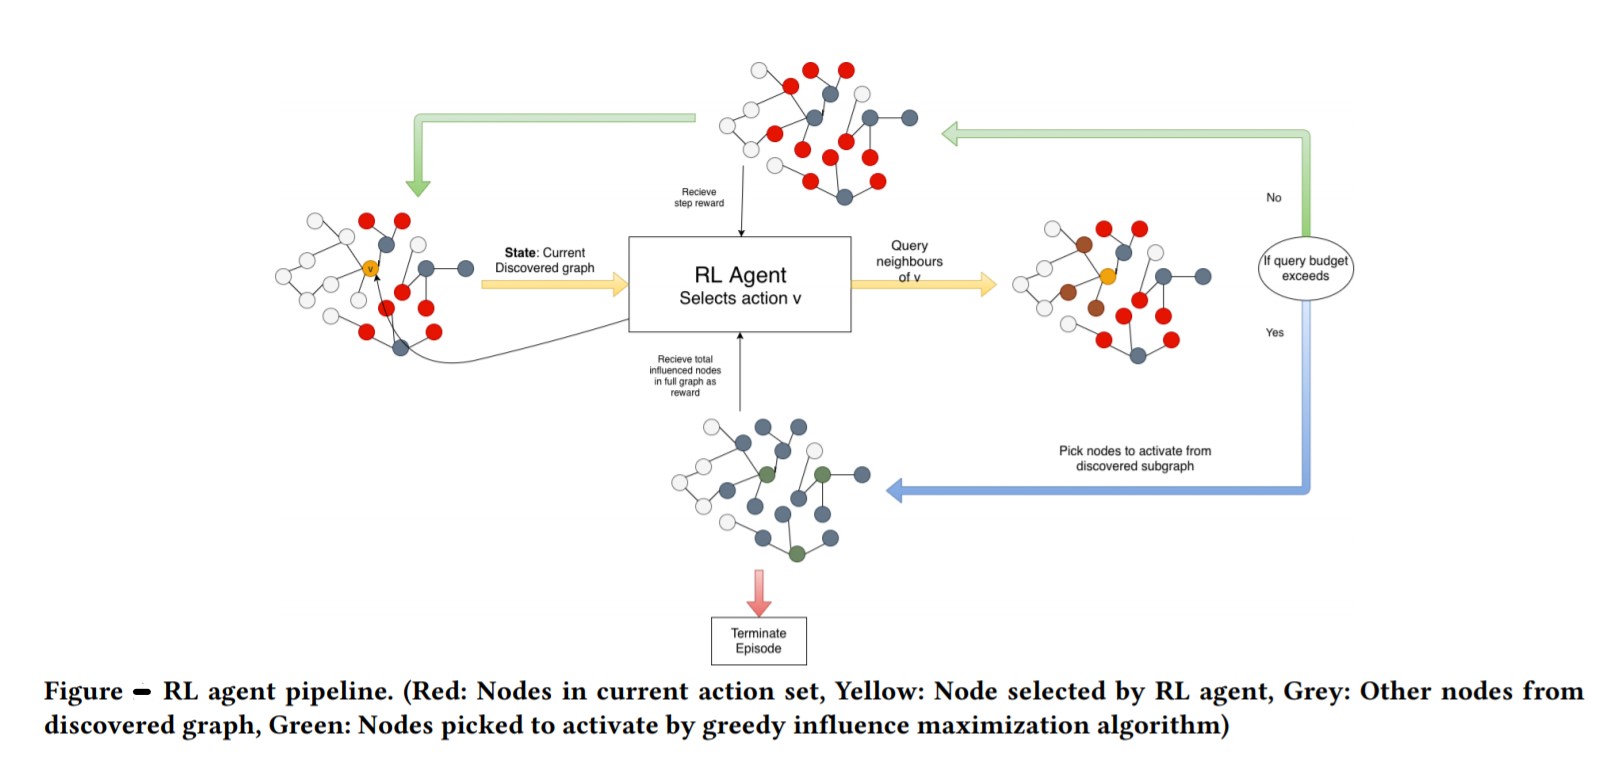 Recieve
step reward
No
State: Current
Discovered graph
v
RL Agent
Selects action v
Query
neighbours
of v
If query budget
exceeds
Yes
Recieve total
influenced nodes
in full graph as
reward
Pick nodes to activate from
discovered subgraph
Terminate
Episode
Figure – RL agent pipeline. (Red: Nodes in current action set, Yellow: Node selected by RL agent, Grey: Other nodes from
discovered graph, Green: Nodes picked to activate by greedy influence maximization algorithm)